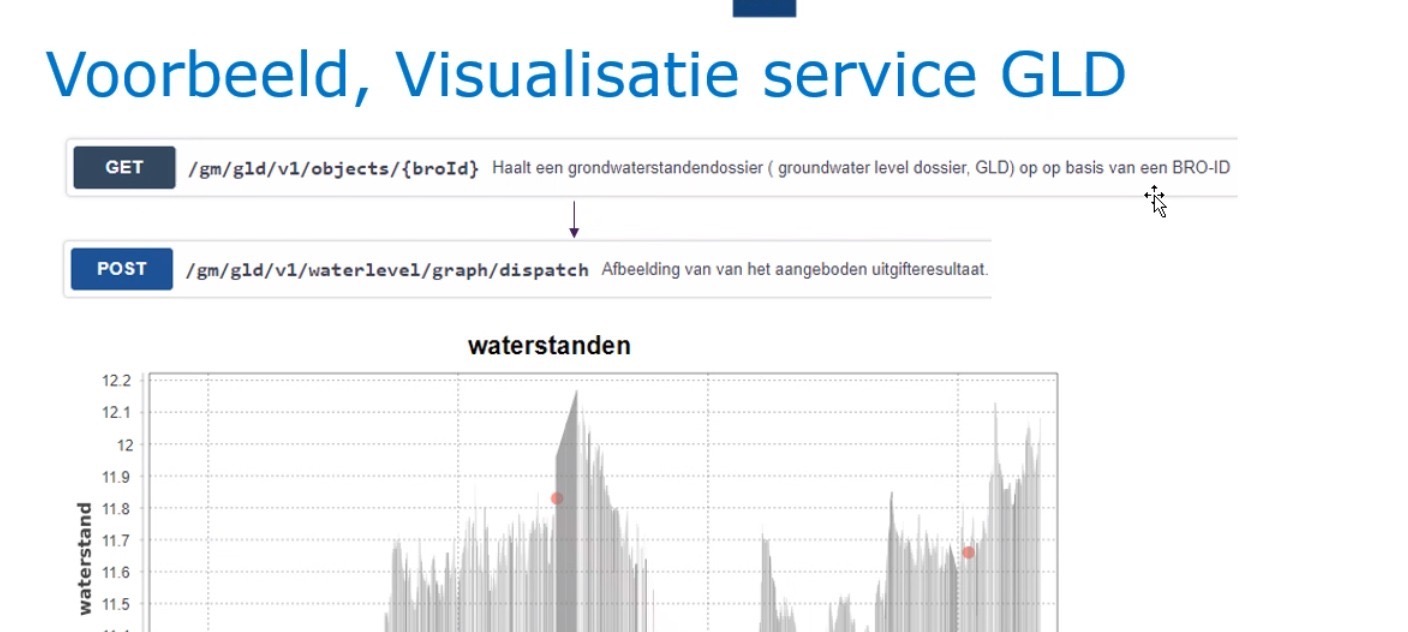 Voorbeeld, Visualisatie service GLD
GET /gm/gld/v1/objects/{broId} Haalt een grondwaterstandendossier ( groundwater level dossier, GLD) op op basis van een BRO-ID
POST /gm/gld/v1/waterlevel/graph/dispatch Afbeelding van van het aangeboden uitgifteresultaat.
waterstanden
12.2
12.1
12
11.9
11.8
11.7
11.6
11.5
waterstand